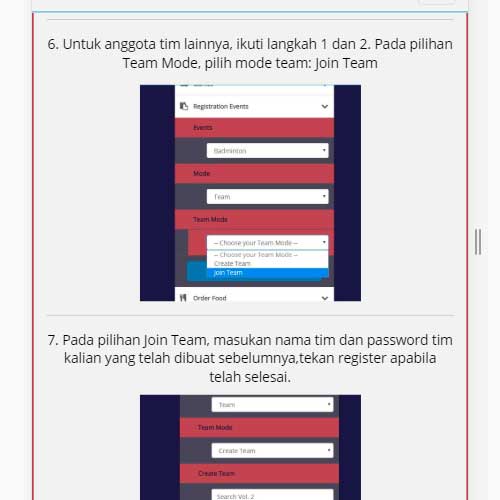 6. Untuk anggota tim lainnya, ikuti langkah 1 dan 2. Pada pilihan
Team Mode, pilih mode team: Join Team
Registration Events
Events
Badminton
Mode
Team
Team Mode
-- Choose your Team Mode --
-- Choose your Team Mode --
Create Team
Join Team
Order Food
7. Pada pilihan Join Team, masukan nama tim dan password tim
kalian yang telah dibuat sebelumnya,tekan register apabila
telah selesai.
Team
Team Mode
Create Team
Create Team
Search Vol. 2